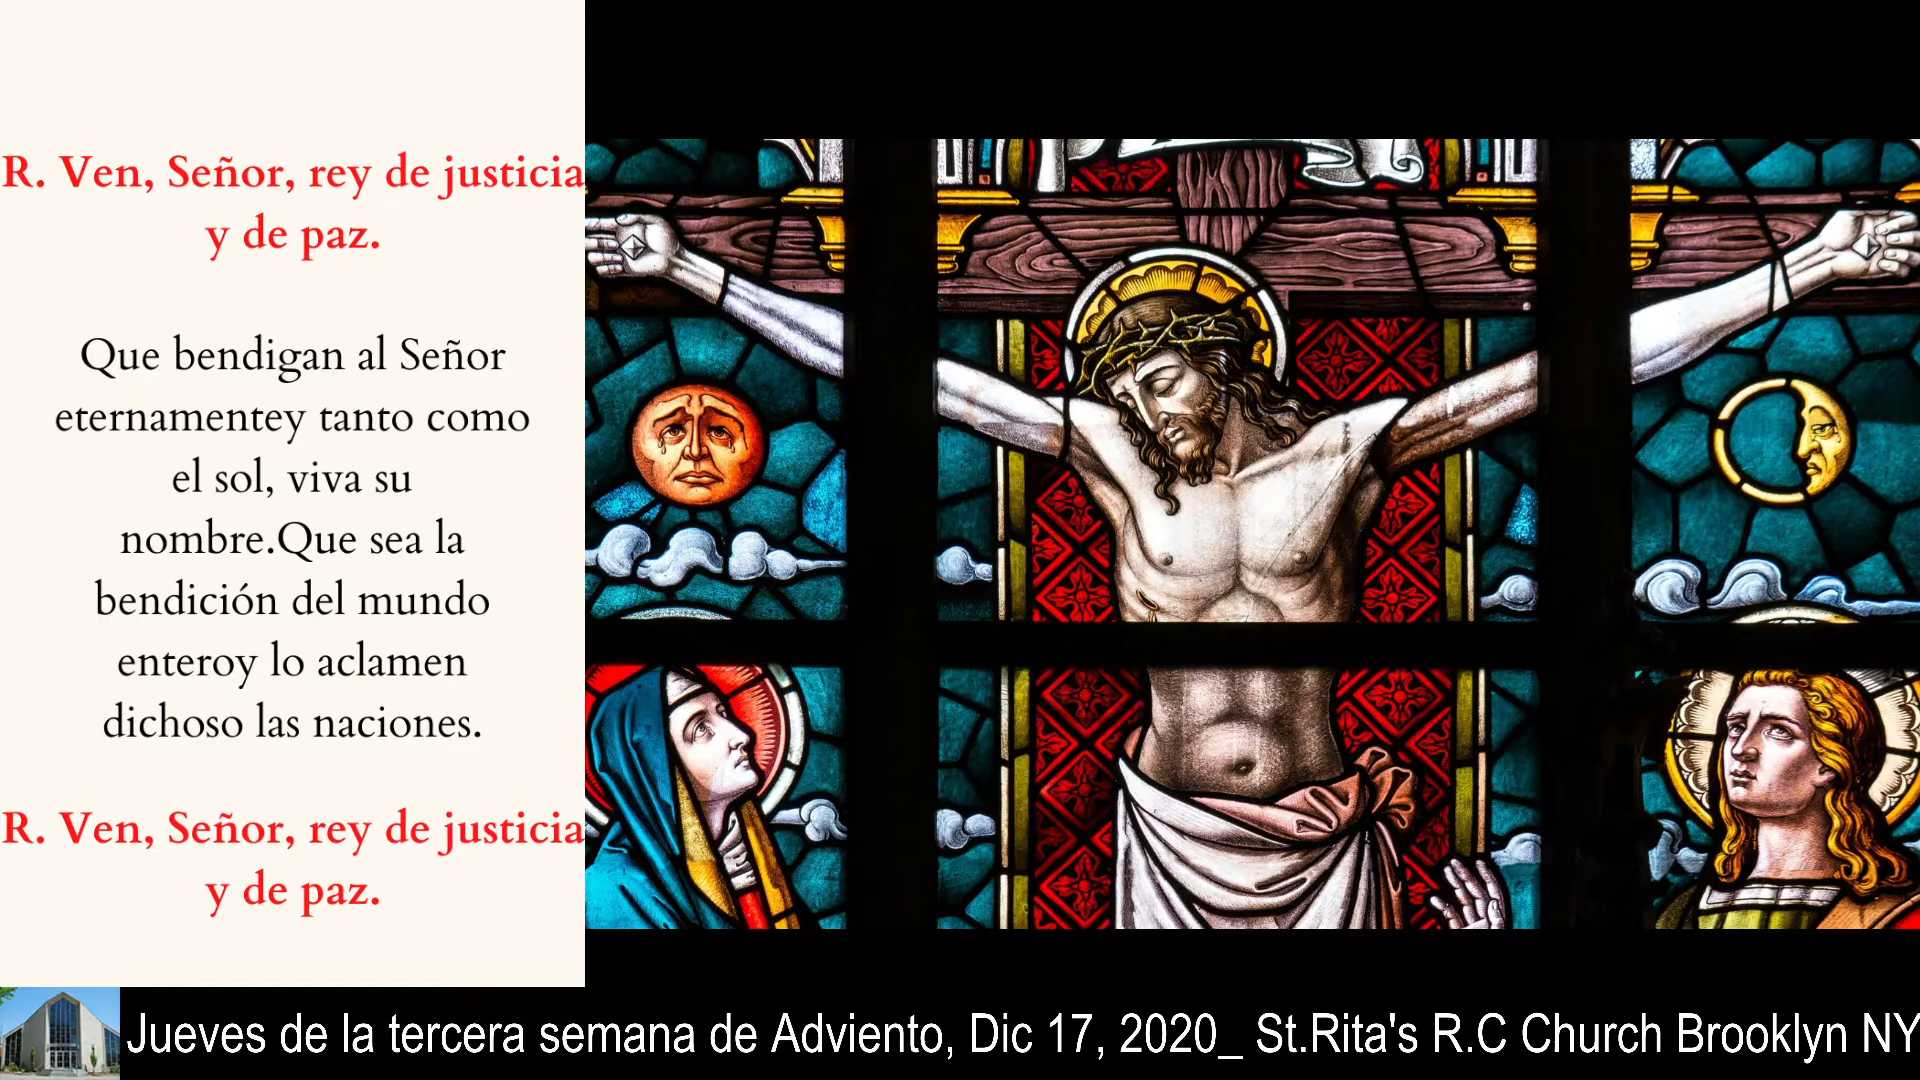 R. Ven, Señor, rey de justicia
y de paz.
Que bendigan al Señor
eternamentey tanto como
el sol, viva su
nombre.Que sea la
bendición del mundo
enteroy lo aclamen
dichoso las naciones.
R. Ven, Señor, rey de justicia
y de paz.
Jueves de la tercera semana de Adviento, Dic 17, 2020_ St.Rita's R.C Church Brooklyn NY